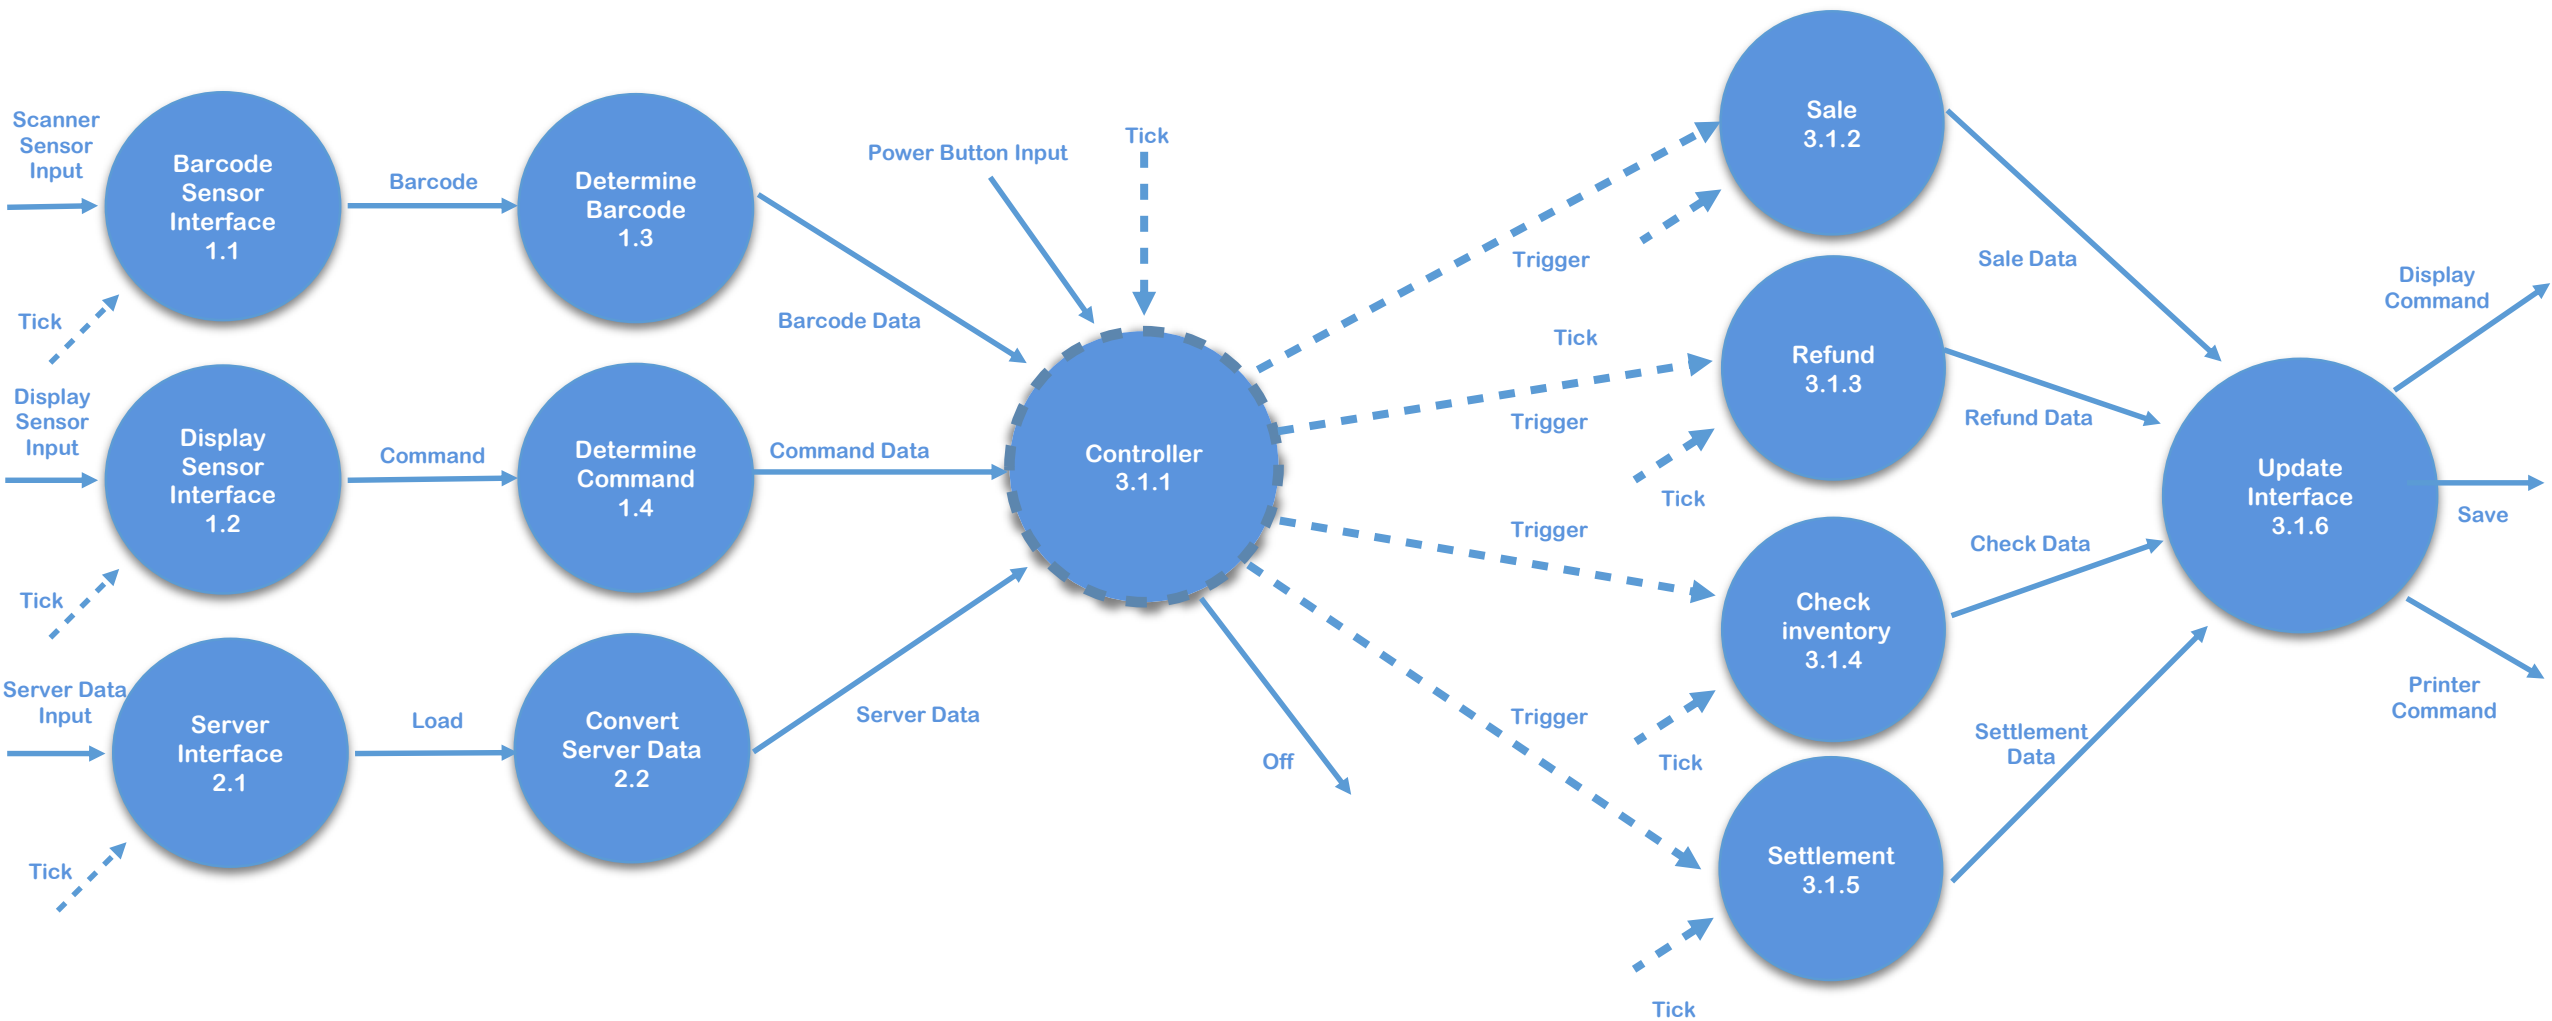 Scanner
Sensor
Input
Barcode
Sensor
Interface
1.1
Tick
Barcode
Determine
Barcode
1.3
Barcode Data
Display
Sensor
Input
Display
Sensor
Interface
1.2
Tick
Command
Determine
Command
1.4
Command Data
Server Data
Input
Server
Interface
2.1
Tick
Load
Convert
Server Data
2.2
Server Data
Power Button Input
Tick
Controller
3.1.1
Off
Trigger
Tick
Trigger
Tick
Trigger
Trigger
Tick
Tick
Sale
3.1.2
Refund
3.1.3
Check
inventory
3.1.4
Settlement
3.1.5
Sale Data
Refund Data
Check Data
Settlement
Data
Update
Interface
3.1.6
Display
Command
Save
Printer
Command